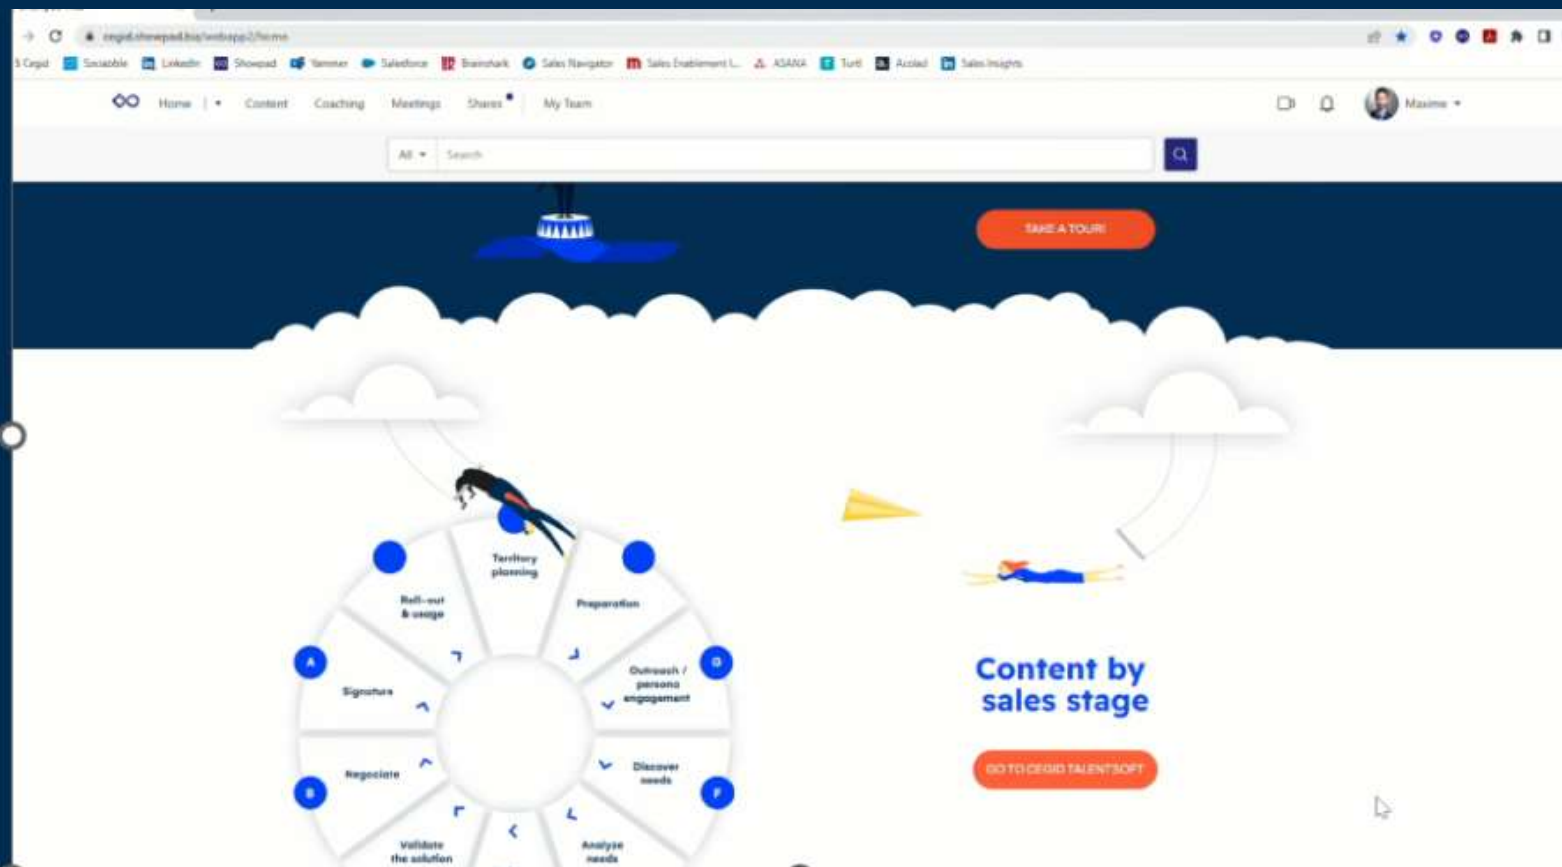 cegid.showpad.biz/webapp2/home
Cegid Sociabble LinkedIn Showpad Yammer Salesforce Brainshark Sales Navigator Sales Enablement L... ASANA Turtl Acolad Sales Insights
Home Content Coaching Meetings Shares My Team Maxime
All Search
TAKE A TOUR!
Territory
planning
Roll-out
& usage
Preparation
A
Signature
Outreach /
persona
engagement
G
Content by
sales stage
B
Negociate
Discover
needs
F
GO TO CEGID TALENTSOFT
Validate
the solution
Analyse
needs